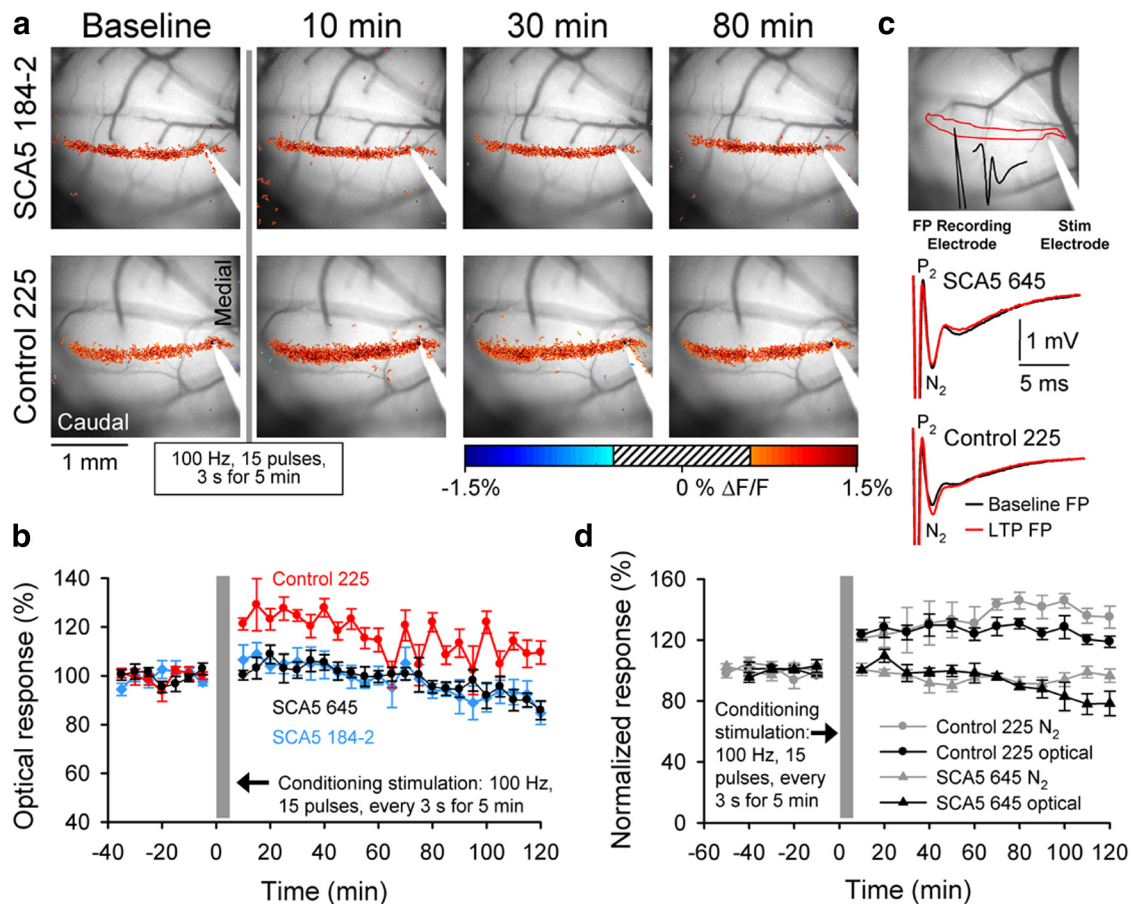 a
Baseline
10 min
30 min
80 min
SCA5 184-2
Control 225
Medial
Caudal
1 mm
100 Hz, 15 pulses,
3 s for 5 min
-1.5%
0 % ΔF/F
1.5%
c
FP Recording
Electrode
Stim
Electrode
P2
SCA5 645
N2
1 mV
5 ms
P2
Control 225
N2
Baseline FP
LTP FP
b
Optical response (%)
140
120
100
80
60
40
Control 225
SCA5 645
SCA5 184-2
Conditioning stimulation: 100 Hz,
15 pulses, every 3 s for 5 min
-40 -20 0 20 40 60 80 100 120
Time (min)
d
Normalized response (%)
160
120
80
40
0
Conditioning
stimulation:
100 Hz, 15
pulses, every
3 s for 5 min
Control 225 N2
Control 225 optical
SCA5 645 N2
SCA5 645 optical
-60 -40 -20 0 20 40 60 80 100 120
Time (min)